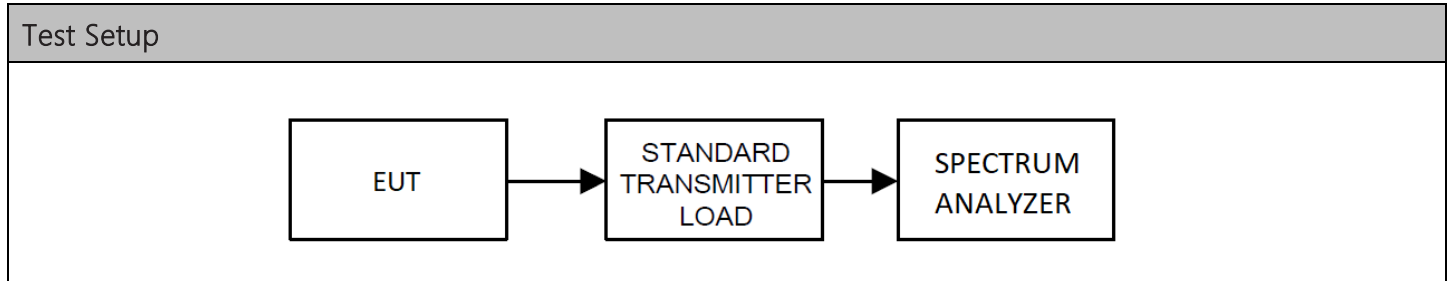 Test Setup
EUT
STANDARD
TRANSMITTER
LOAD
SPECTRUM
ANALYZER